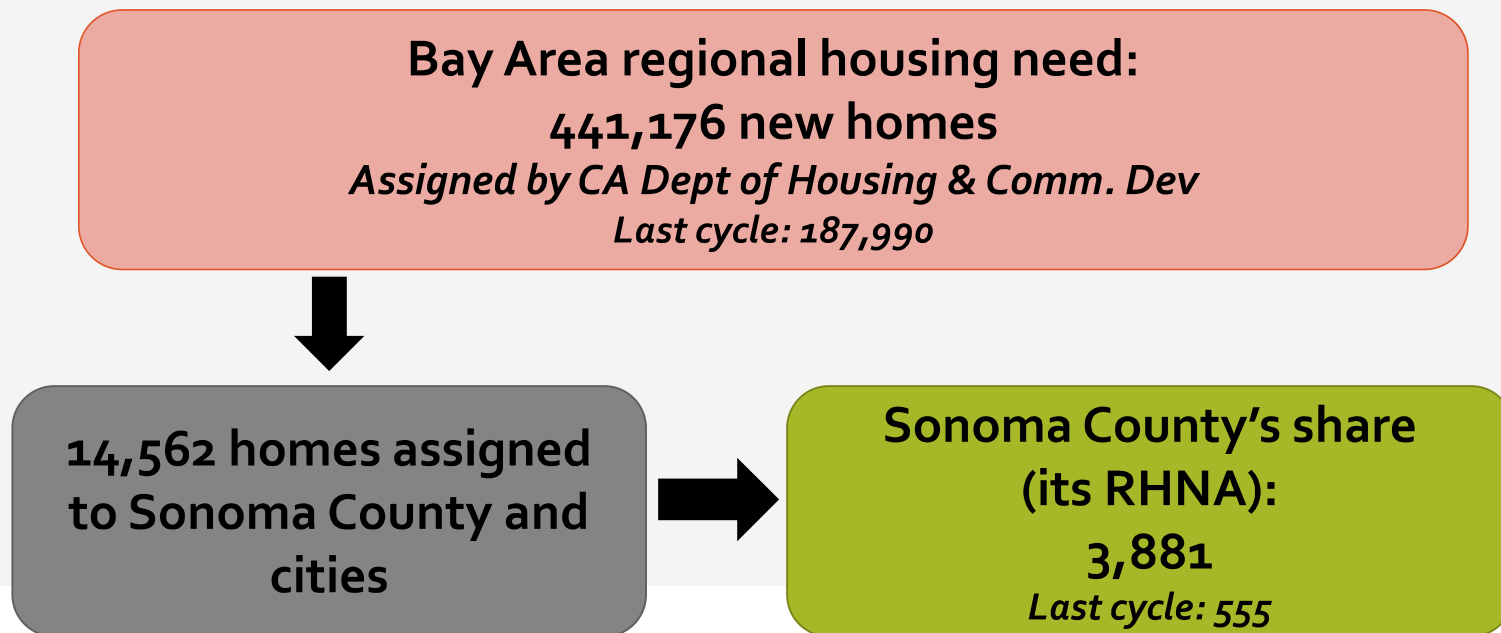 Bay Area regional housing need:
441,176 new homes
Assigned by CA Dept of Housing & Comm. Dev
Last cycle: 187,990
14,562 homes assigned
to Sonoma County and
cities
Sonoma County’s share
(its RHNA):
3,881
Last cycle: 555